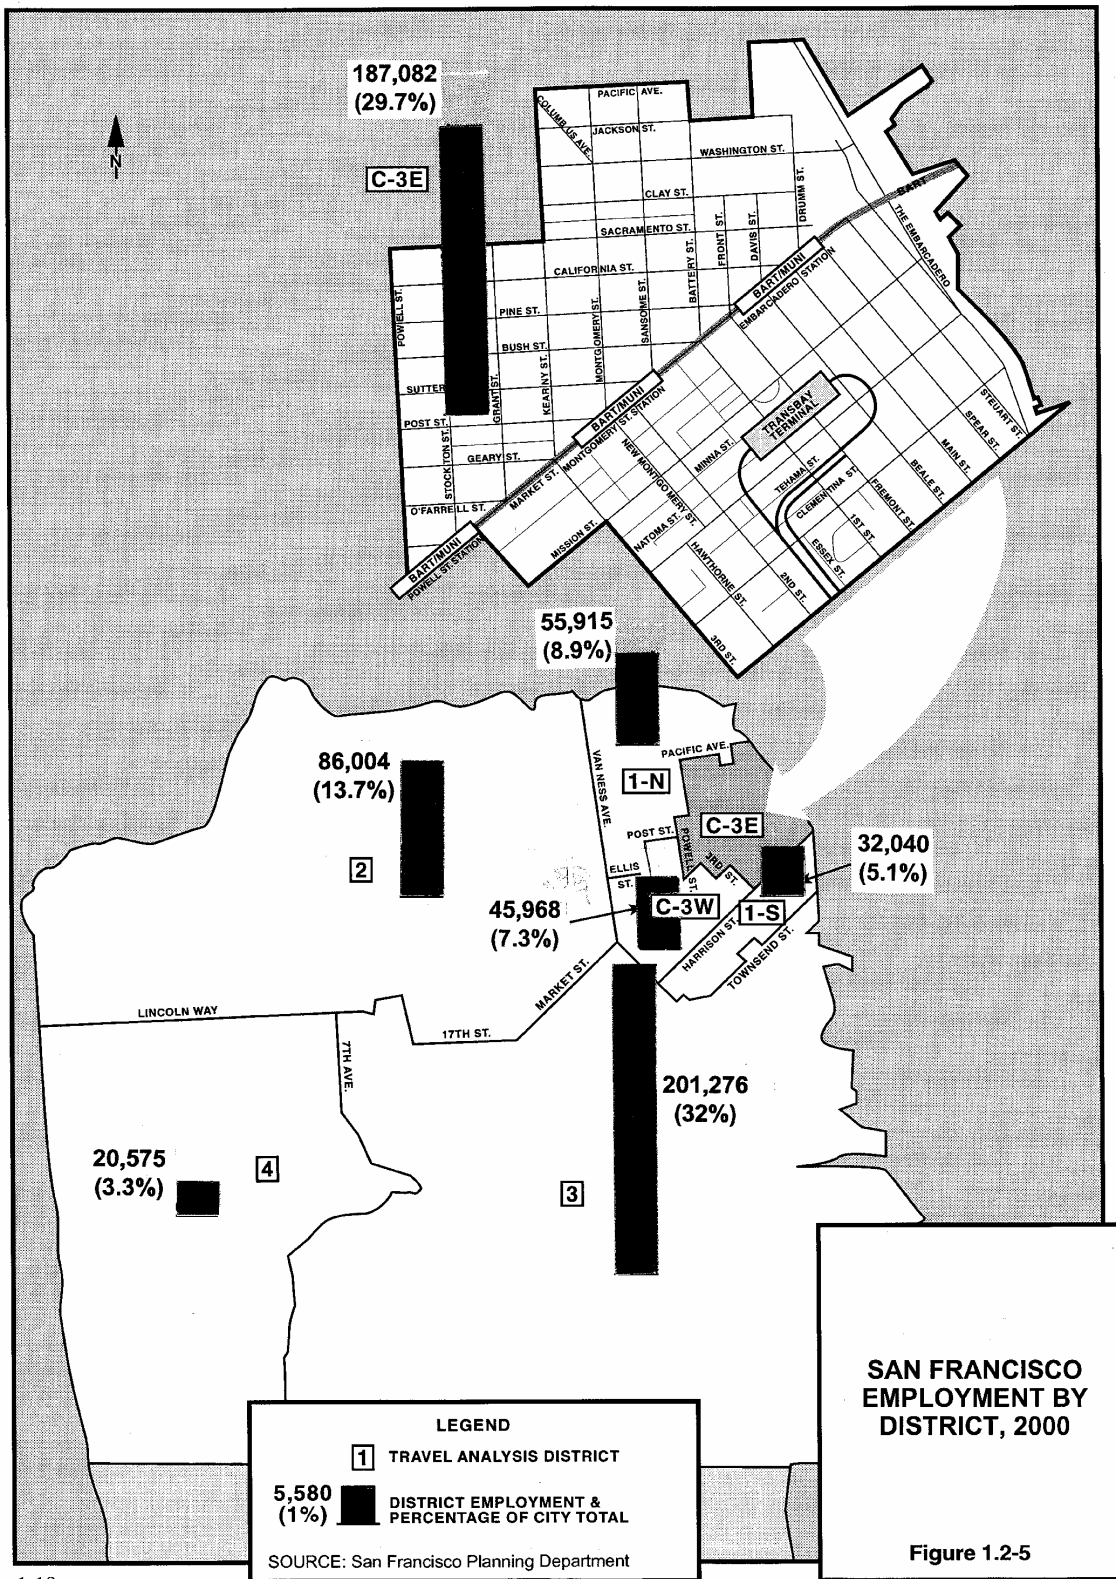 187,082
(29.7%)
N
C-3E
PACIFIC AVE.
COLUMBUS AVE.
JACKSON ST.
WASHINGTON ST.
CLAY ST.
DRUMM ST.
BART
THE EMBARCADERO
SACRAMENTO ST.
FRONT ST.
DAVIS ST.
CALIFORNIA ST.
BATTERY ST.
BART/MUNI
EMBARCADERO STATION
POWELL ST.
PINE ST.
MONTGOMERY ST.
SANSOME ST.
BUSH ST.
KEARNY ST.
SUTTER
GRANT ST.
BART/MUNI
MONTGOMERY ST. STATION
TRANSBAY
TERMINAL
STEUART ST.
SPEAR ST.
MAIN ST.
BEALE ST.
FREMONT ST.
POST ST.
STOCKTON ST.
GEARY ST.
MARKET ST.
NEW MONTIGOMERY ST.
MINNA ST.
TEHAMA ST.
CLEMENTINA ST.
1ST ST.
O'FARRELL ST.
MISSION ST.
NATOMA ST.
HAWTHORNE ST.
ESSEX ST.
2ND ST.
BART/MUNI
POWELL ST. STATION
3RD ST.
55,915
(8.9%)
86,004
(13.7%)
VAN NESS AVE.
PACIFIC AVE.
1-N
POST ST.
POWELL ST.
C-3E
3RD ST.
32,040
(5.1%)
2
ELLIS
ST.
45,968
(7.3%)
C-3W
1-S
HARRISON ST.
TOWNSEND ST.
MARKET ST.
LINCOLN WAY
17TH ST.
7TH AVE.
201,276
(32%)
20,575
(3.3%)
4
3
SAN FRANCISCO
EMPLOYMENT BY
DISTRICT, 2000
LEGEND
1 TRAVEL ANALYSIS DISTRICT
5,580
(1%)
DISTRICT EMPLOYMENT &
PERCENTAGE OF CITY TOTAL
SOURCE: San Francisco Planning Department
Figure 1.2-5